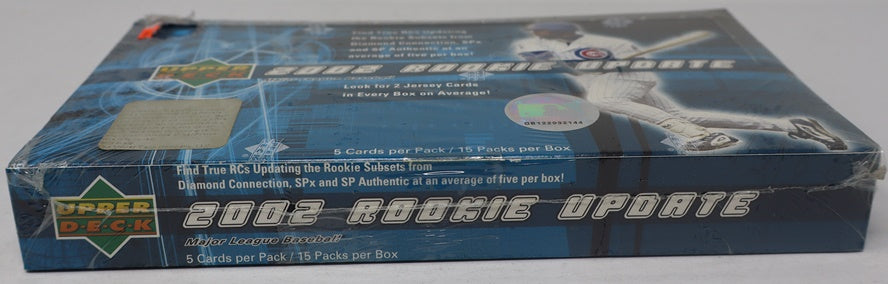 Find True RCs Updating
the Rookie Subsets from
Diamond Connection, SPx
and SP Authentic at an
average of five per box!
UPPER
DECK
2002 ROOKIE UPDATE
Look for 2 Jersey Cards
in Every Box on Average!
GB122932144
5 Cards per Pack / 15 Packs per Box
Find True RCs Updating the Rookie Subsets from
Diamond Connection, SPx and SP Authentic at an average of five per box!
UPPER
D·E·C·K
2002 ROOKIE UPDATE
Major League Baseball®
5 Cards per Pack / 15 Packs per Box